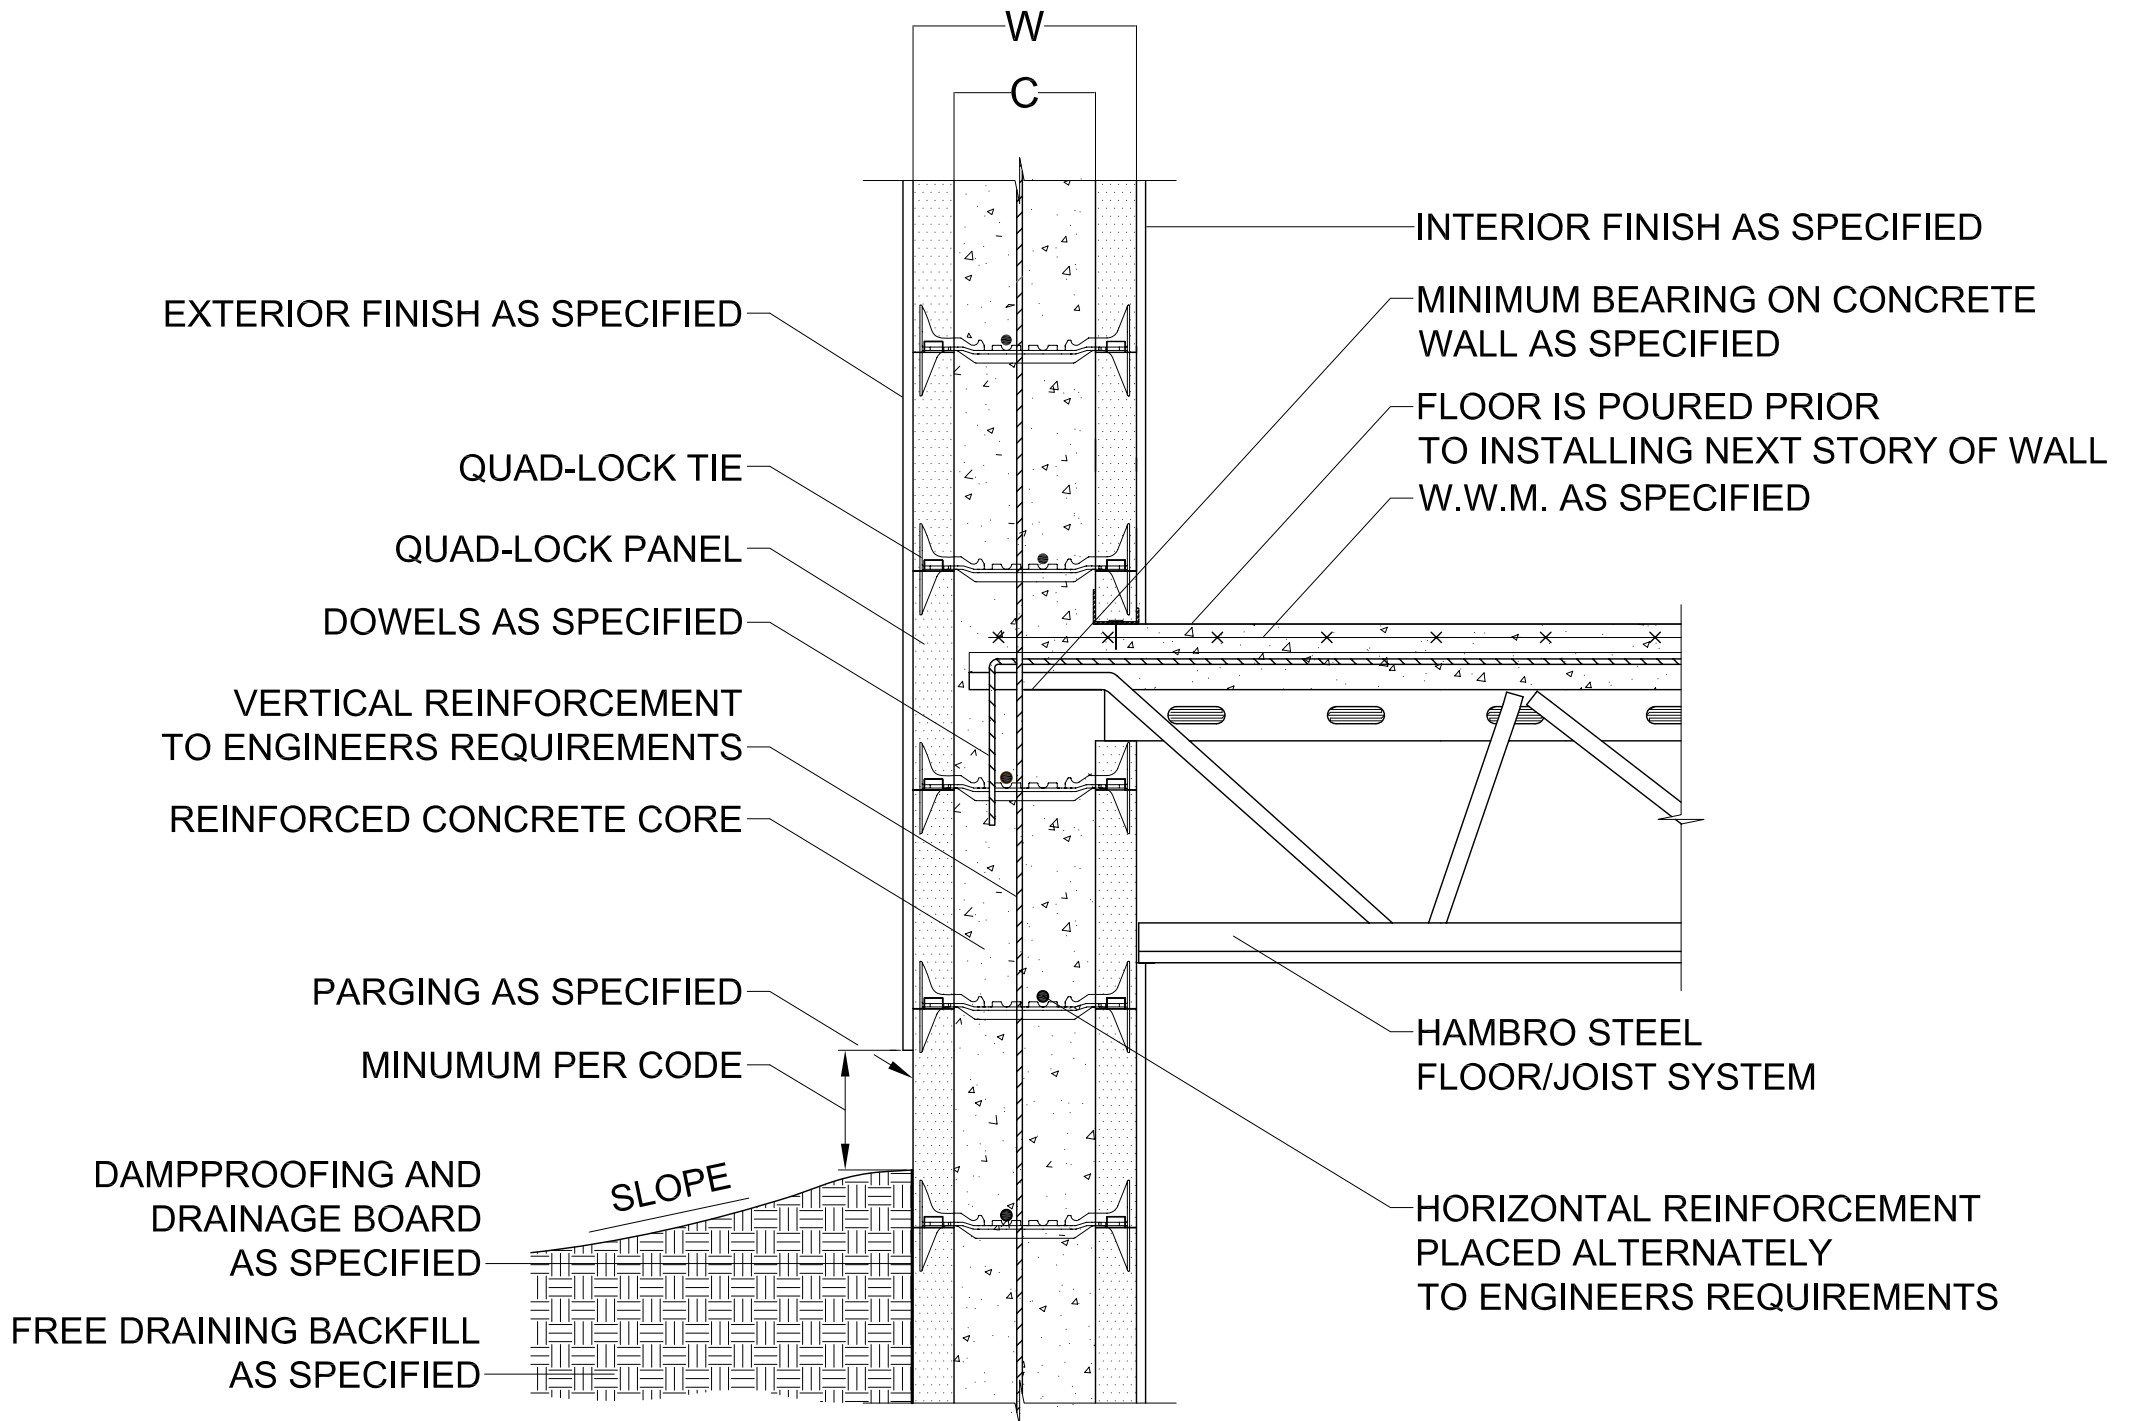 W
C
EXTERIOR FINISH AS SPECIFIED
QUAD-LOCK TIE
QUAD-LOCK PANEL
DOWELS AS SPECIFIED
VERTICAL REINFORCEMENT
TO ENGINEERS REQUIREMENTS
REINFORCED CONCRETE CORE
PARGING AS SPECIFIED
MINUMUM PER CODE
SLOPE
DAMPPROOFING AND
DRAINAGE BOARD
AS SPECIFIED
FREE DRAINING BACKFILL
AS SPECIFIED
INTERIOR FINISH AS SPECIFIED
MINIMUM BEARING ON CONCRETE
WALL AS SPECIFIED
FLOOR IS POURED PRIOR
TO INSTALLING NEXT STORY OF WALL
W.W.M. AS SPECIFIED
HAMBRO STEEL
FLOOR/JOIST SYSTEM
HORIZONTAL REINFORCEMENT
PLACED ALTERNATELY
TO ENGINEERS REQUIREMENTS